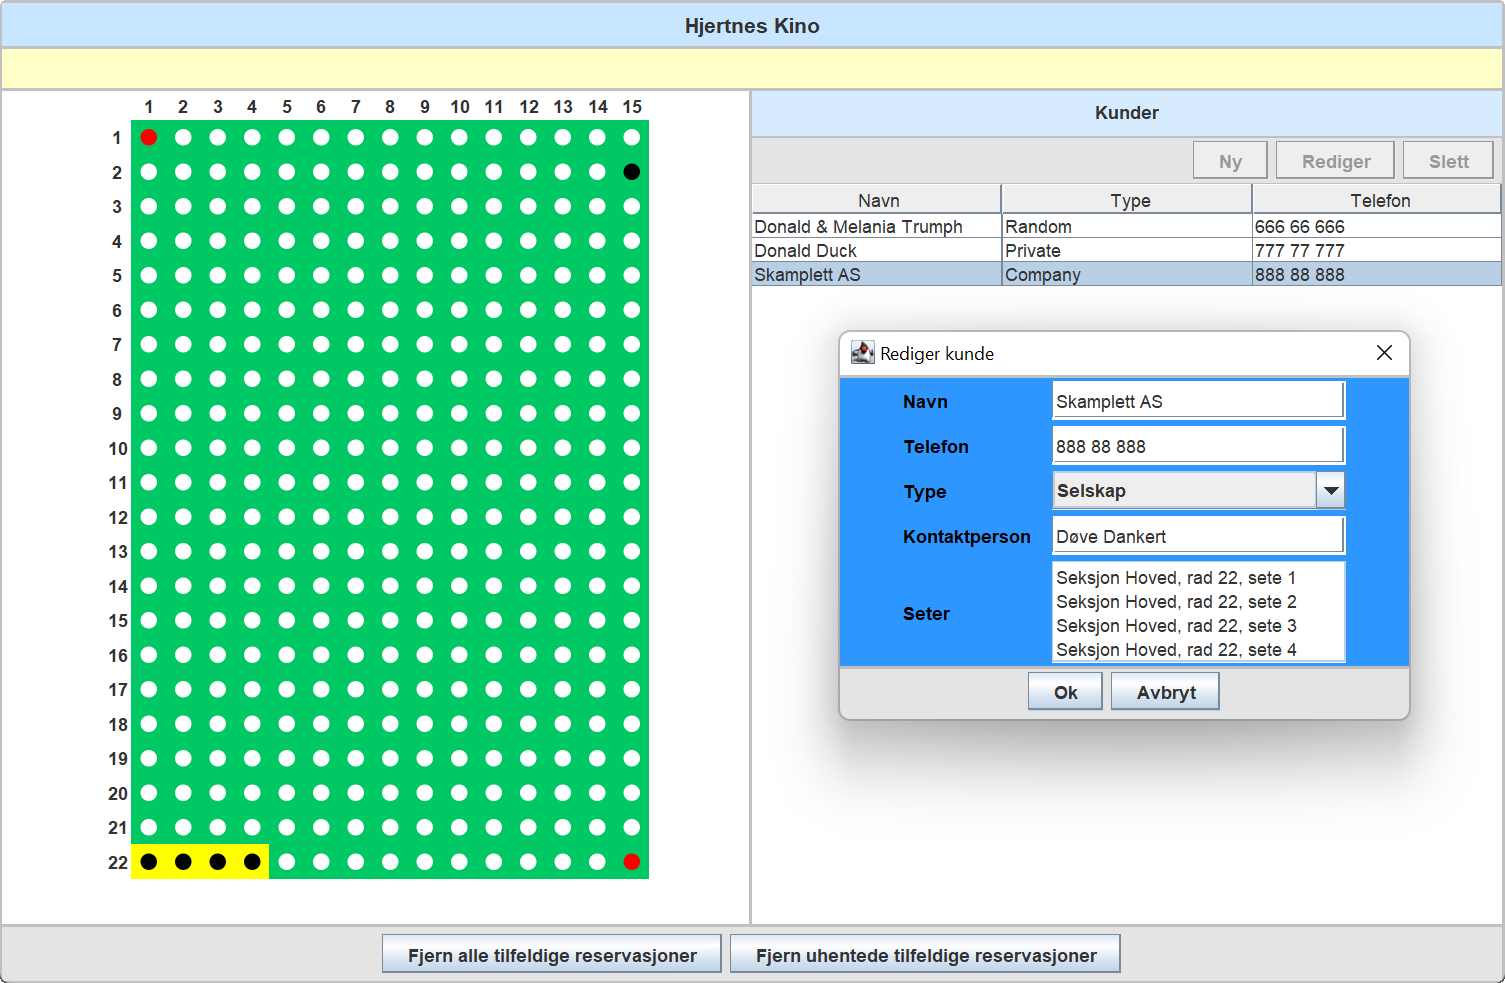 Hjertnes Kino
1 2 3 4 5 6 7 8 9 10 11 12 13 14 15
1
2
3
4
5
6
7
8
9
10
11
12
13
14
15
16
17
18
19
20
21
22
Kunder
Ny Rediger Slett
Navn Type Telefon
Donald & Melania Trumph Random 666 66 666
Donald Duck Private 777 77 777
Skamplett AS Company 888 88 888
Rediger kunde
Navn Skamplett AS
Telefon 888 88 888
Type Selskap
Kontaktperson Døve Dankert
Seter
Seksjon Hoved, rad 22, sete 1
Seksjon Hoved, rad 22, sete 2
Seksjon Hoved, rad 22, sete 3
Seksjon Hoved, rad 22, sete 4
Ok Avbryt
Fjern alle tilfeldige reservasjoner Fjern uhentede tilfeldige reservasjoner